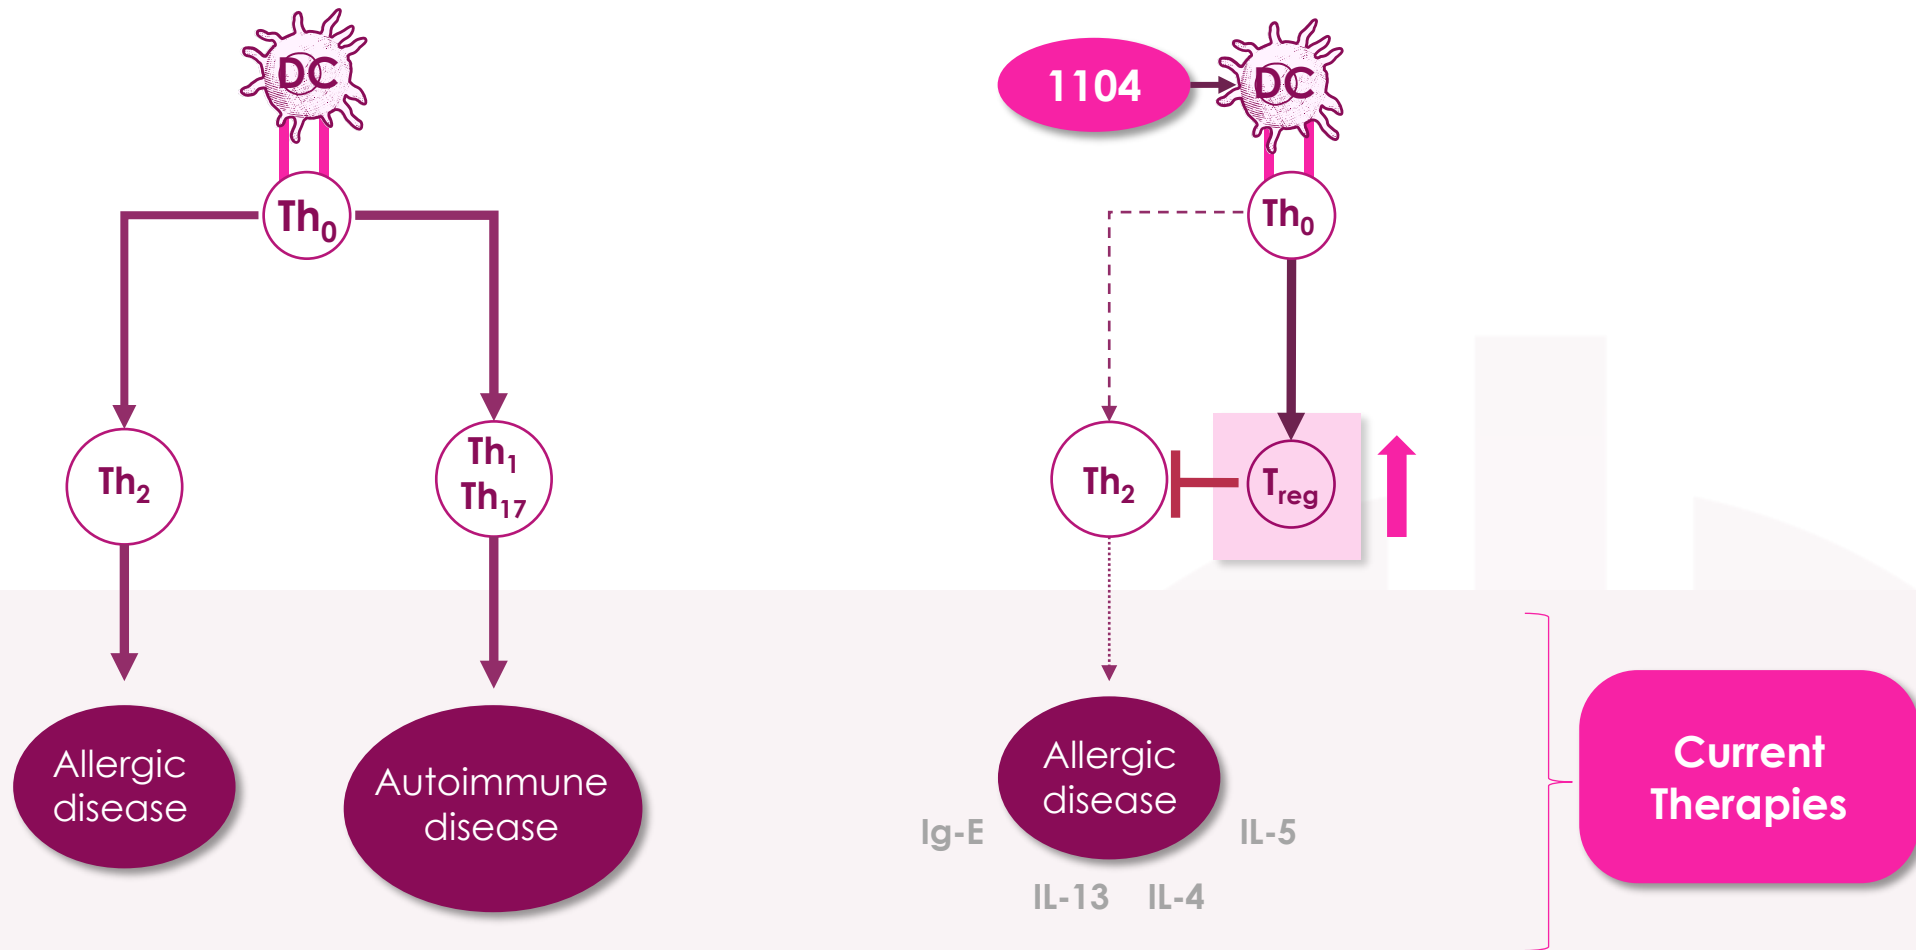 DC
Th₀
Th₂
Th₁
Th₁₇
Allergic
disease
Autoimmune
disease
1104
DC
Th₀
Th₂
Tᵣₑg
Allergic
disease
Ig-E
IL-5
IL-13
IL-4
Current
Therapies